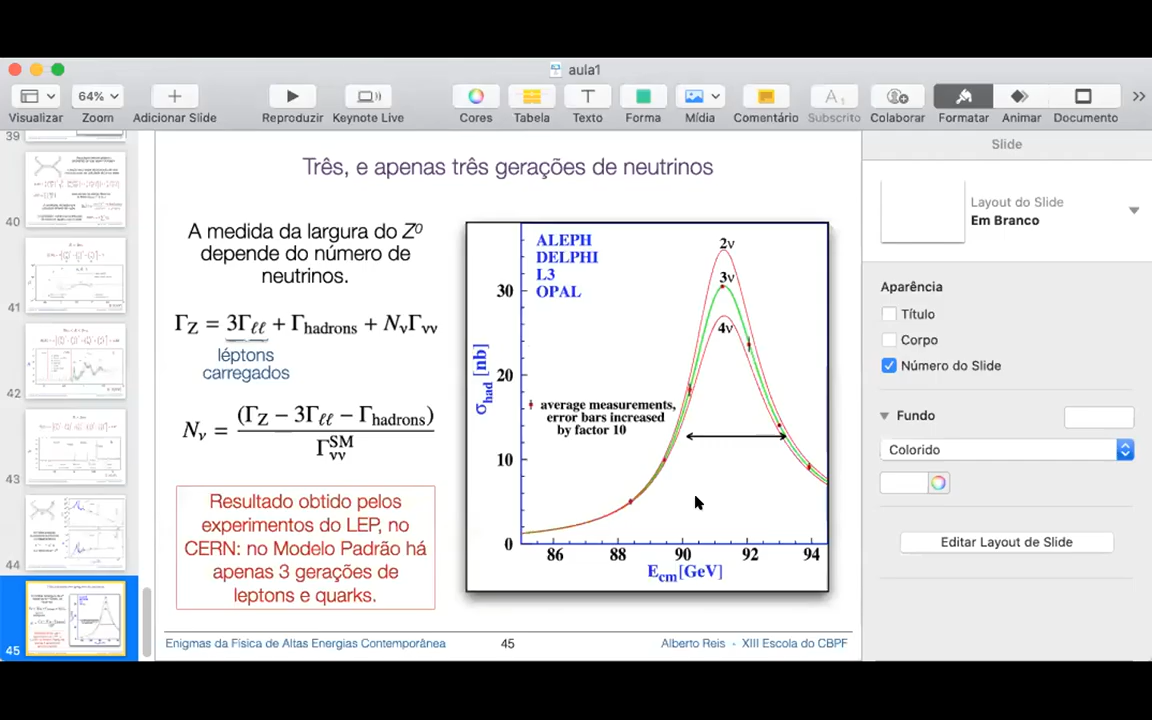 aula1
64%
Visualizar
Zoom
Adicionar Slide
Reproduzir
Keynote Live
Cores
Tabela
Texto
Forma
Mídia
Comentário
Subscrito
Colaborar
Formatar
Animar
Documento
39
40
41
42
43
44
45
Três, e apenas três gerações de neutrinos
A medida da largura do Z⁰
depende do número de
neutrinos.
Γ_Z = 3Γ_ℓℓ + Γ_hadrons + N_νΓ_νν
léptons
carregados
N_ν = (Γ_Z − 3Γ_ℓℓ − Γ_hadrons)
Γ_νν^SM
Resultado obtido pelos
experimentos do LEP, no
CERN: no Modelo Padrão há
apenas 3 gerações de
leptons e quarks.
ALEPH
DELPHI
L3
OPAL
2ν
3ν
4ν
30
20
10
0
σ_had [nb]
average measurements,
error bars increased
by factor 10
86
88
90
92
94
E_cm [GeV]
Enigmas da Física de Altas Energias Contemporânea
45
Alberto Reis - XIII Escola do CBPF
Slide
Layout do Slide
Em Branco
Aparência
Título
Corpo
Número do Slide
Fundo
Colorido
Editar Layout de Slide